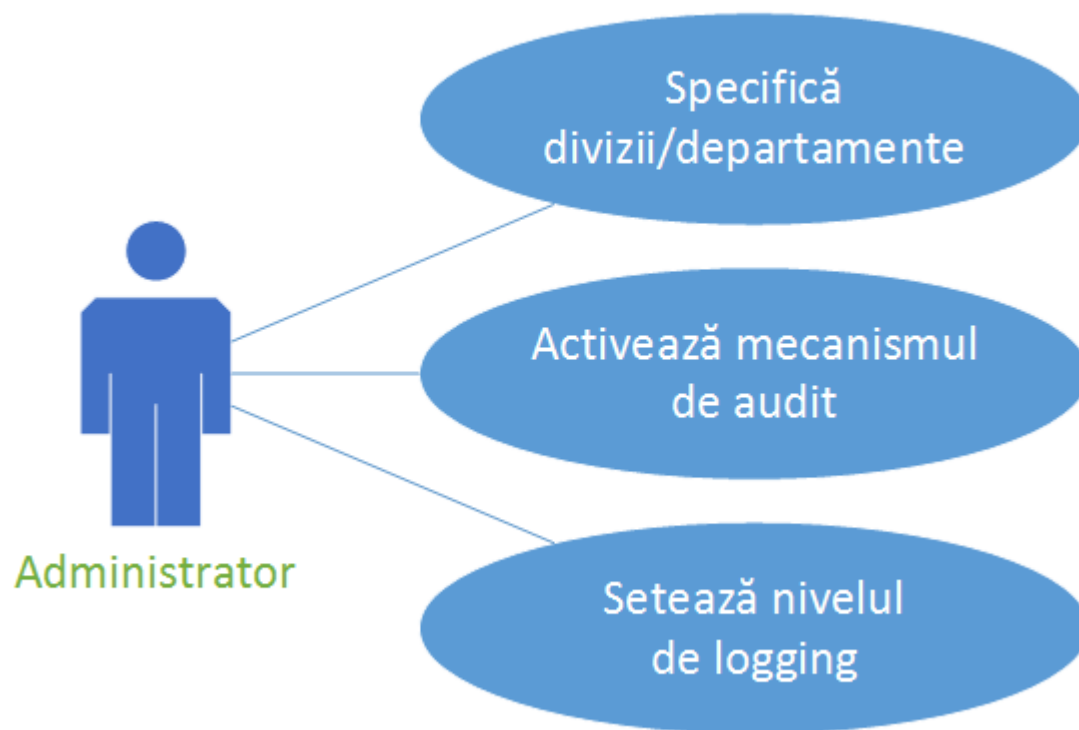 Specifică
divizii/departamente
Activează mecanismul
de audit
Administrator
Setează nivelul
de logging